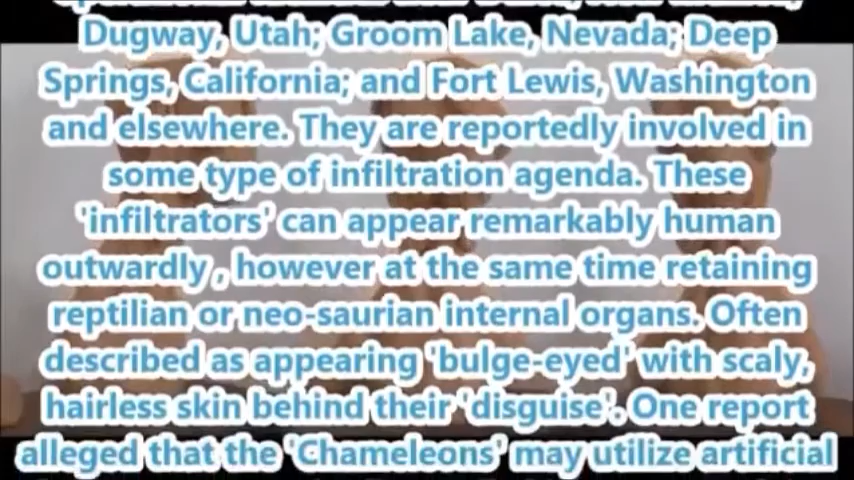 Dugway, Utah; Groom Lake, Nevada; Deep
Springs, California; and Fort Lewis, Washington
and elsewhere. They are reportedly involved in
some type of infiltration agenda. These
'infiltrators' can appear remarkably human
outwardly , however at the same time retaining
reptilian or neo-saurian internal organs. Often
described as appearing 'bulge-eyed' with scaly,
hairless skin behind their 'disguise'. One report
alleged that the 'Chameleons' may utilize artificial